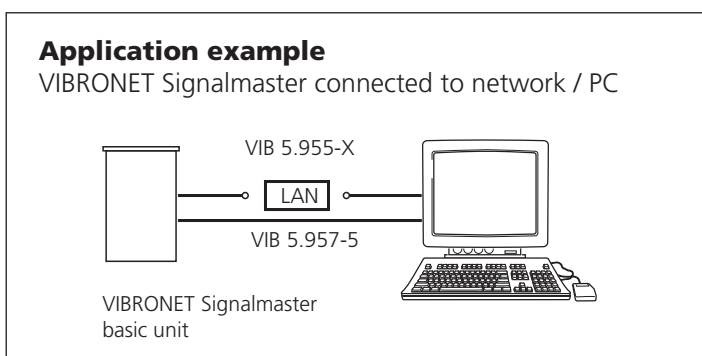 Application example
VIBRONET Signalmaster connected to network / PC
VIB 5.955-X
LAN
VIB 5.957-5
VIBRONET Signalmaster
basic unit